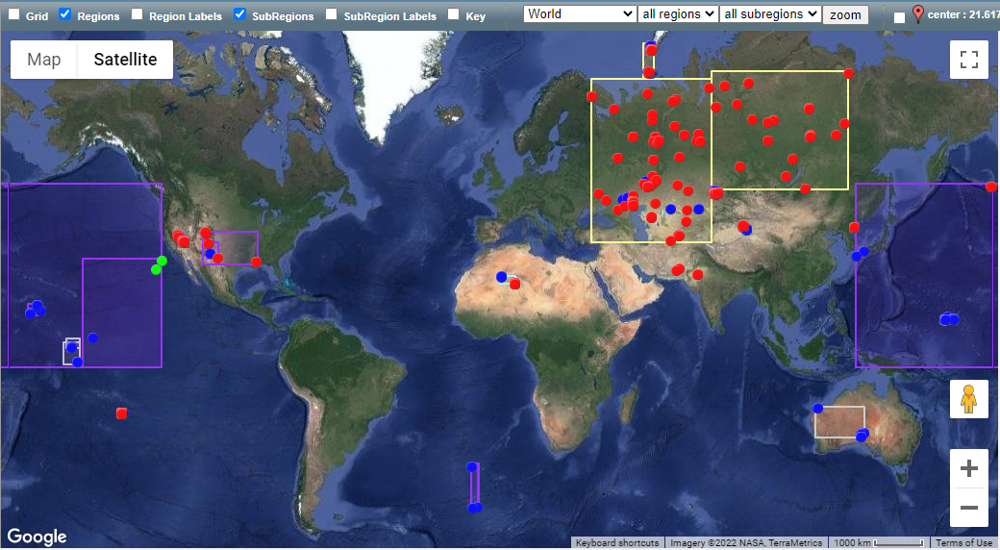 Grid Regions Region Labels SubRegions SubRegion Labels Key World all regions all subregions zoom center : 21.617
Map Satellite
Google
Keyboard shortcuts Imagery ©2022 NASA, TerraMetrics 1000 km Terms of Use